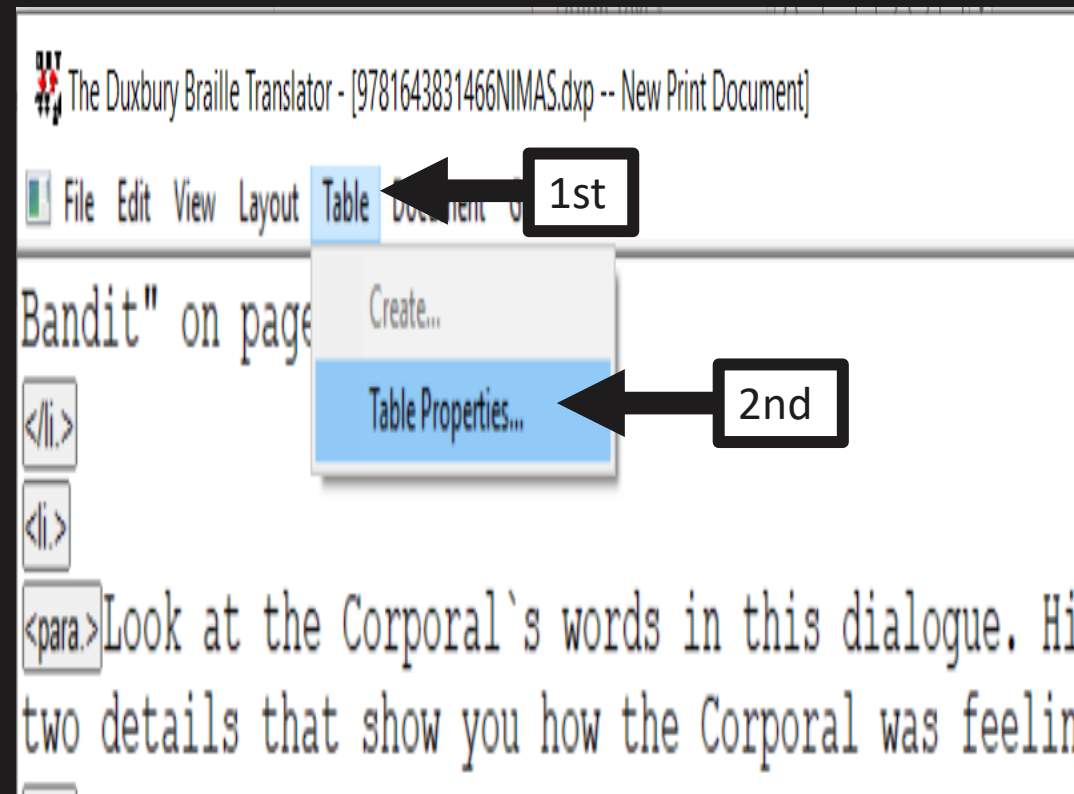 The Duxbury Braille Translator - [9781643831466NIMAS.dxp -- New Print Document]
File Edit View Layout Table Document 1st
Create...
Bandit" on page
Table Properties... 2nd
</li.>
<li.>
<para.>Look at the Corporal`s words in this dialogue. Hi
two details that show you how the Corporal was feelin